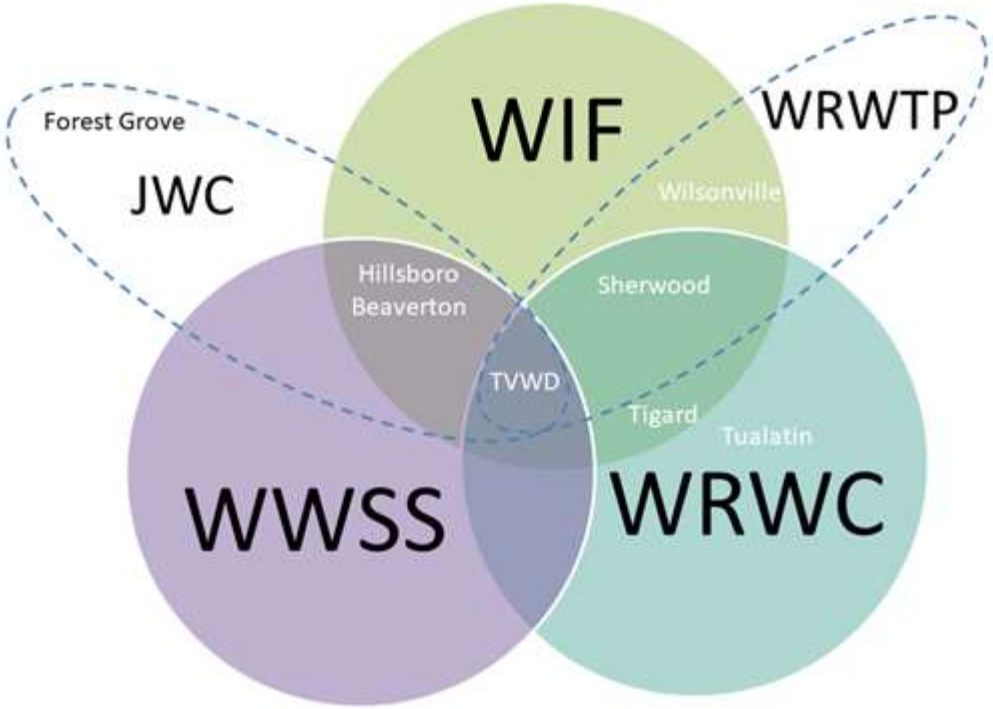 WIF
WRWTP
Forest Grove
JWC
Wilsonville
Hillsboro
Beaverton
Sherwood
TVWD
Tigard
Tualatin
WWSS
WRWC